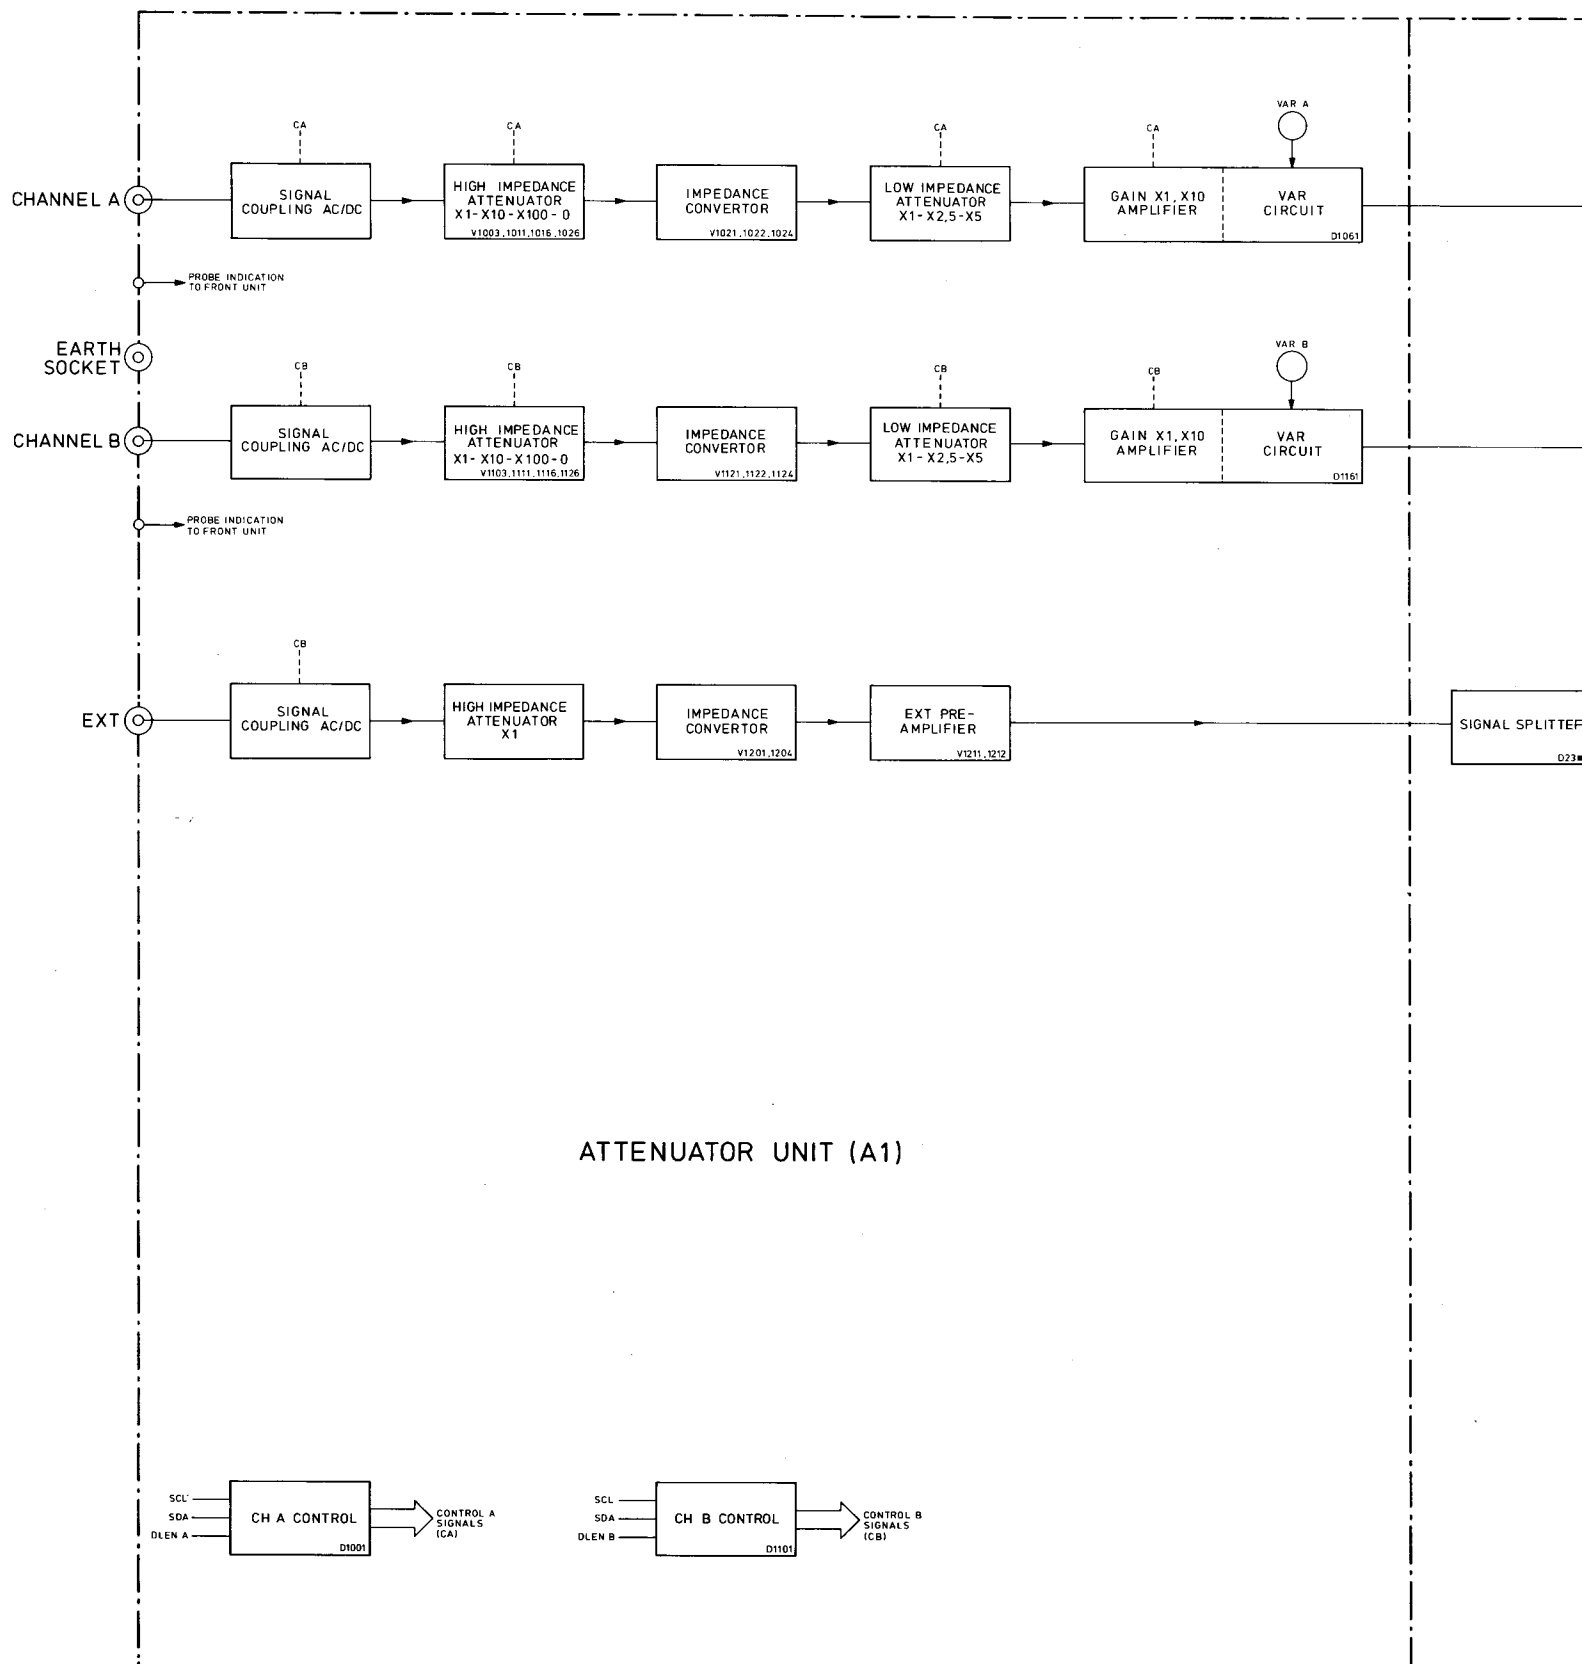 VAR A
CA
CA
CA
CA
CHANNEL A
SIGNAL
COUPLING AC/DC
HIGH IMPEDANCE
ATTENUATOR
X1-X10-X100-0
V1003,1011,1016,1026
IMPEDANCE
CONVERTOR
V1021,1022,1024
LOW IMPEDANCE
ATTENUATOR
X1-X2,5-X5
GAIN X1, X10
AMPLIFIER
VAR
CIRCUIT
D1061
PROBE INDICATION
TO FRONT UNIT
EARTH
SOCKET
VAR B
CB
CB
CB
CB
CHANNEL B
SIGNAL
COUPLING AC/DC
HIGH IMPEDANCE
ATTENUATOR
X1-X10-X100-0
V1103,1111,1116,1126
IMPEDANCE
CONVERTOR
V1121,1122,1124
LOW IMPEDANCE
ATTENUATOR
X1-X2,5-X5
GAIN X1, X10
AMPLIFIER
VAR
CIRCUIT
D1161
PROBE INDICATION
TO FRONT UNIT
CB
EXT
SIGNAL
COUPLING AC/DC
HIGH IMPEDANCE
ATTENUATOR
X1
IMPEDANCE
CONVERTOR
V1201,1204
EXT PRE-
AMPLIFIER
V1211,1212
SIGNAL
ATTENUATOR UNIT (A1)
SCL
SDA
DLEN A
CH A CONTROL
D1001
CONTROL A
SIGNALS
(CA)
SCL
SDA
DLEN B
CH B CONTROL
D1101
CONTROL B
SIGNALS
(CB)